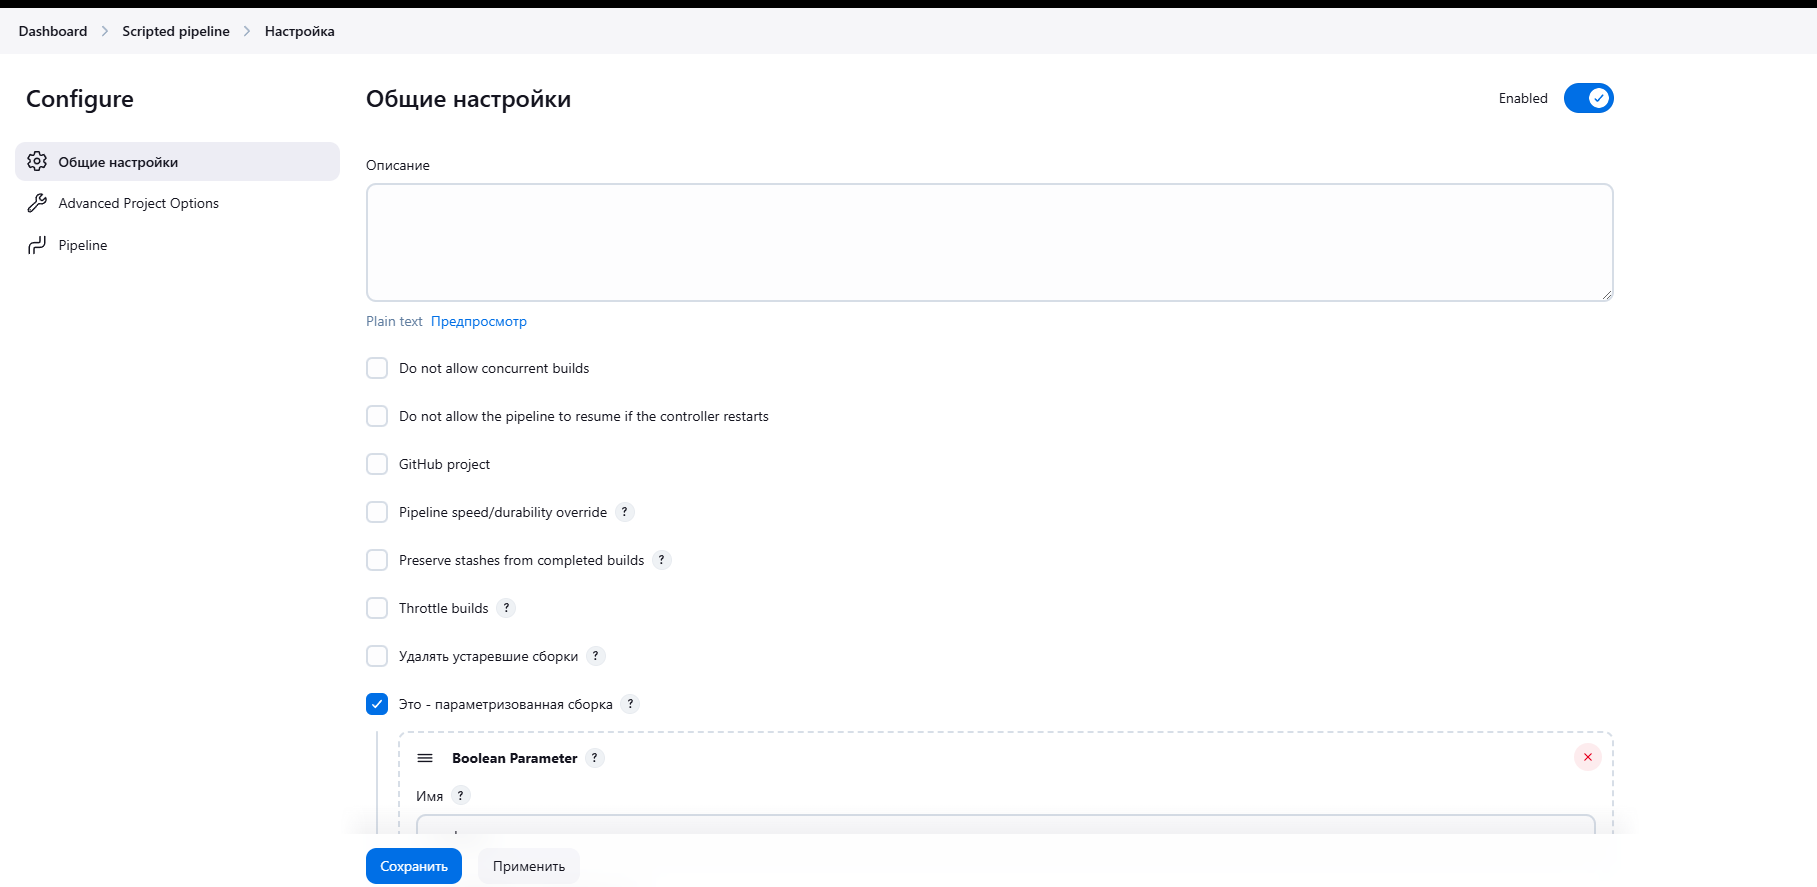 Dashboard > Scripted pipeline > Настройка
Configure
Общие настройки
Advanced Project Options
Pipeline
Общие настройки
Enabled
Описание
Plain text Предпросмотр
Do not allow concurrent builds
Do not allow the pipeline to resume if the controller restarts
GitHub project
Pipeline speed/durability override ?
Preserve stashes from completed builds ?
Throttle builds ?
Удалять устаревшие сборки ?
Это - параметризованная сборка ?
Boolean Parameter ?
Имя ?
Сохранить
Применить